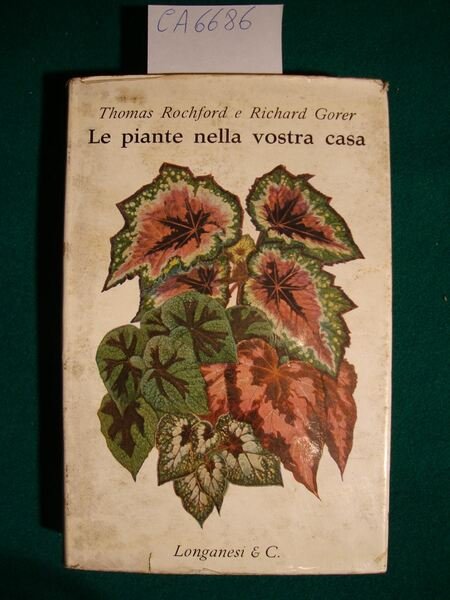 CA6686
Thomas Rochford e Richard Gorer
Le piante nella vostra casa
Longanesi & C.